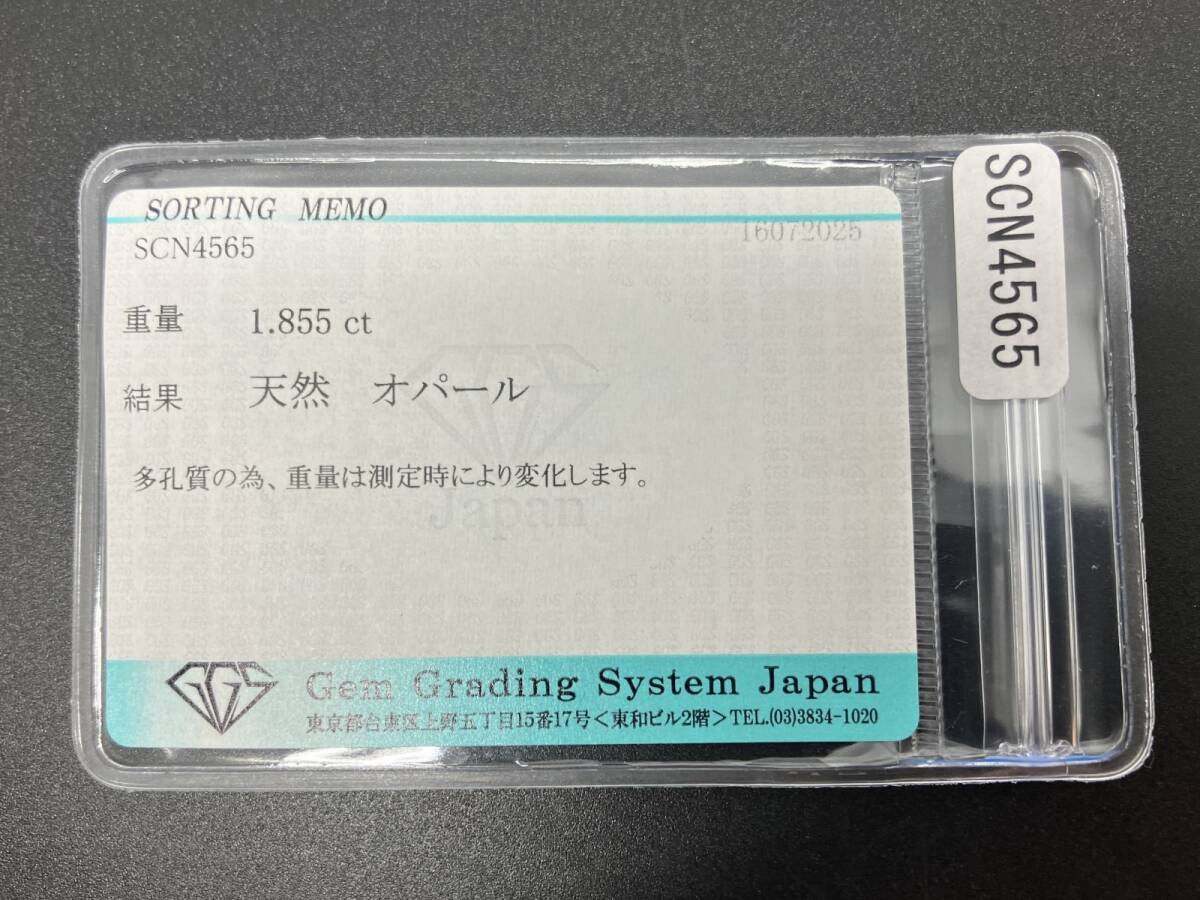 SORTING MEMO
SCN4565
16072025
重量 1.855 ct
結果 天然 オパール
多孔質の為、重量は測定時により変化します。
Japan
GGS
Gem Grading System Japan
東京都台東区上野五丁目15番17号<東和ビル2階>TEL.(03)3834-1020
SCN4565